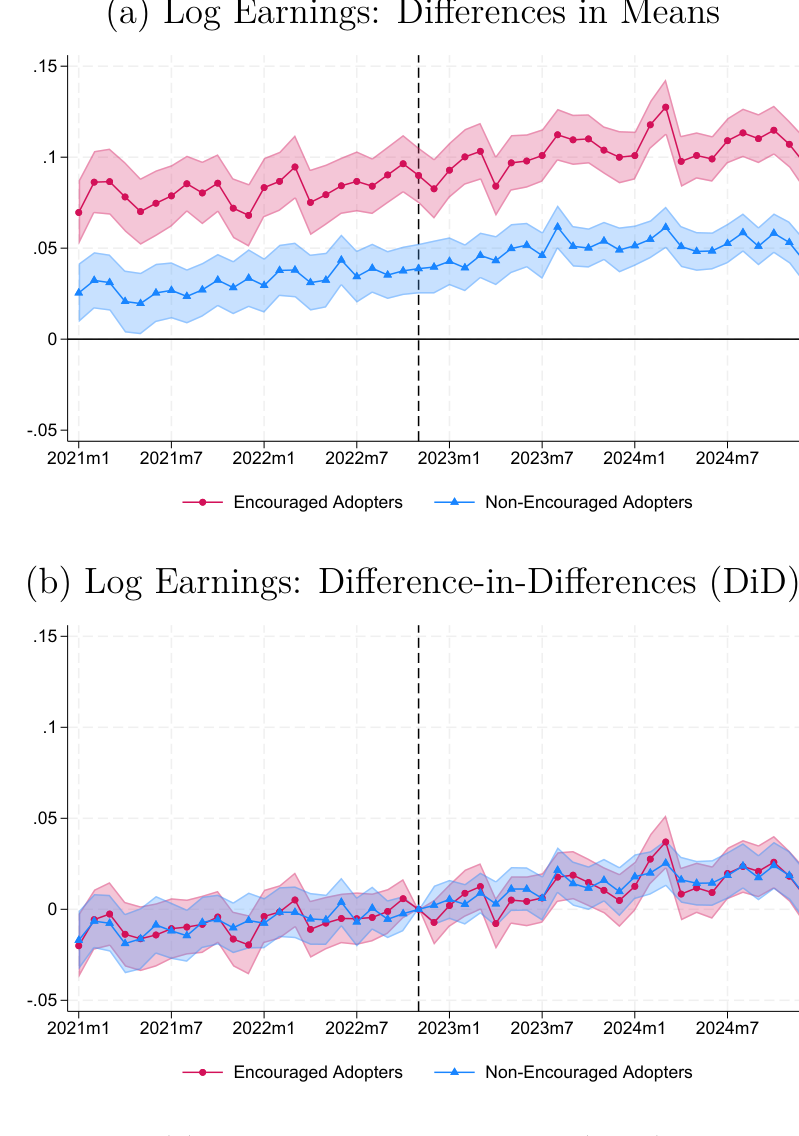 (a) Log Earnings: Differences in Means
.15
.1
.05
0
-.05
2021m1 2021m7 2022m1 2022m7 2023m1 2023m7 2024m1 2024m7
Encouraged Adopters Non-Encouraged Adopters
(b) Log Earnings: Difference-in-Differences (DiD)
.15
.1
.05
0
-.05
2021m1 2021m7 2022m1 2022m7 2023m1 2023m7 2024m1 2024m7
Encouraged Adopters Non-Encouraged Adopters